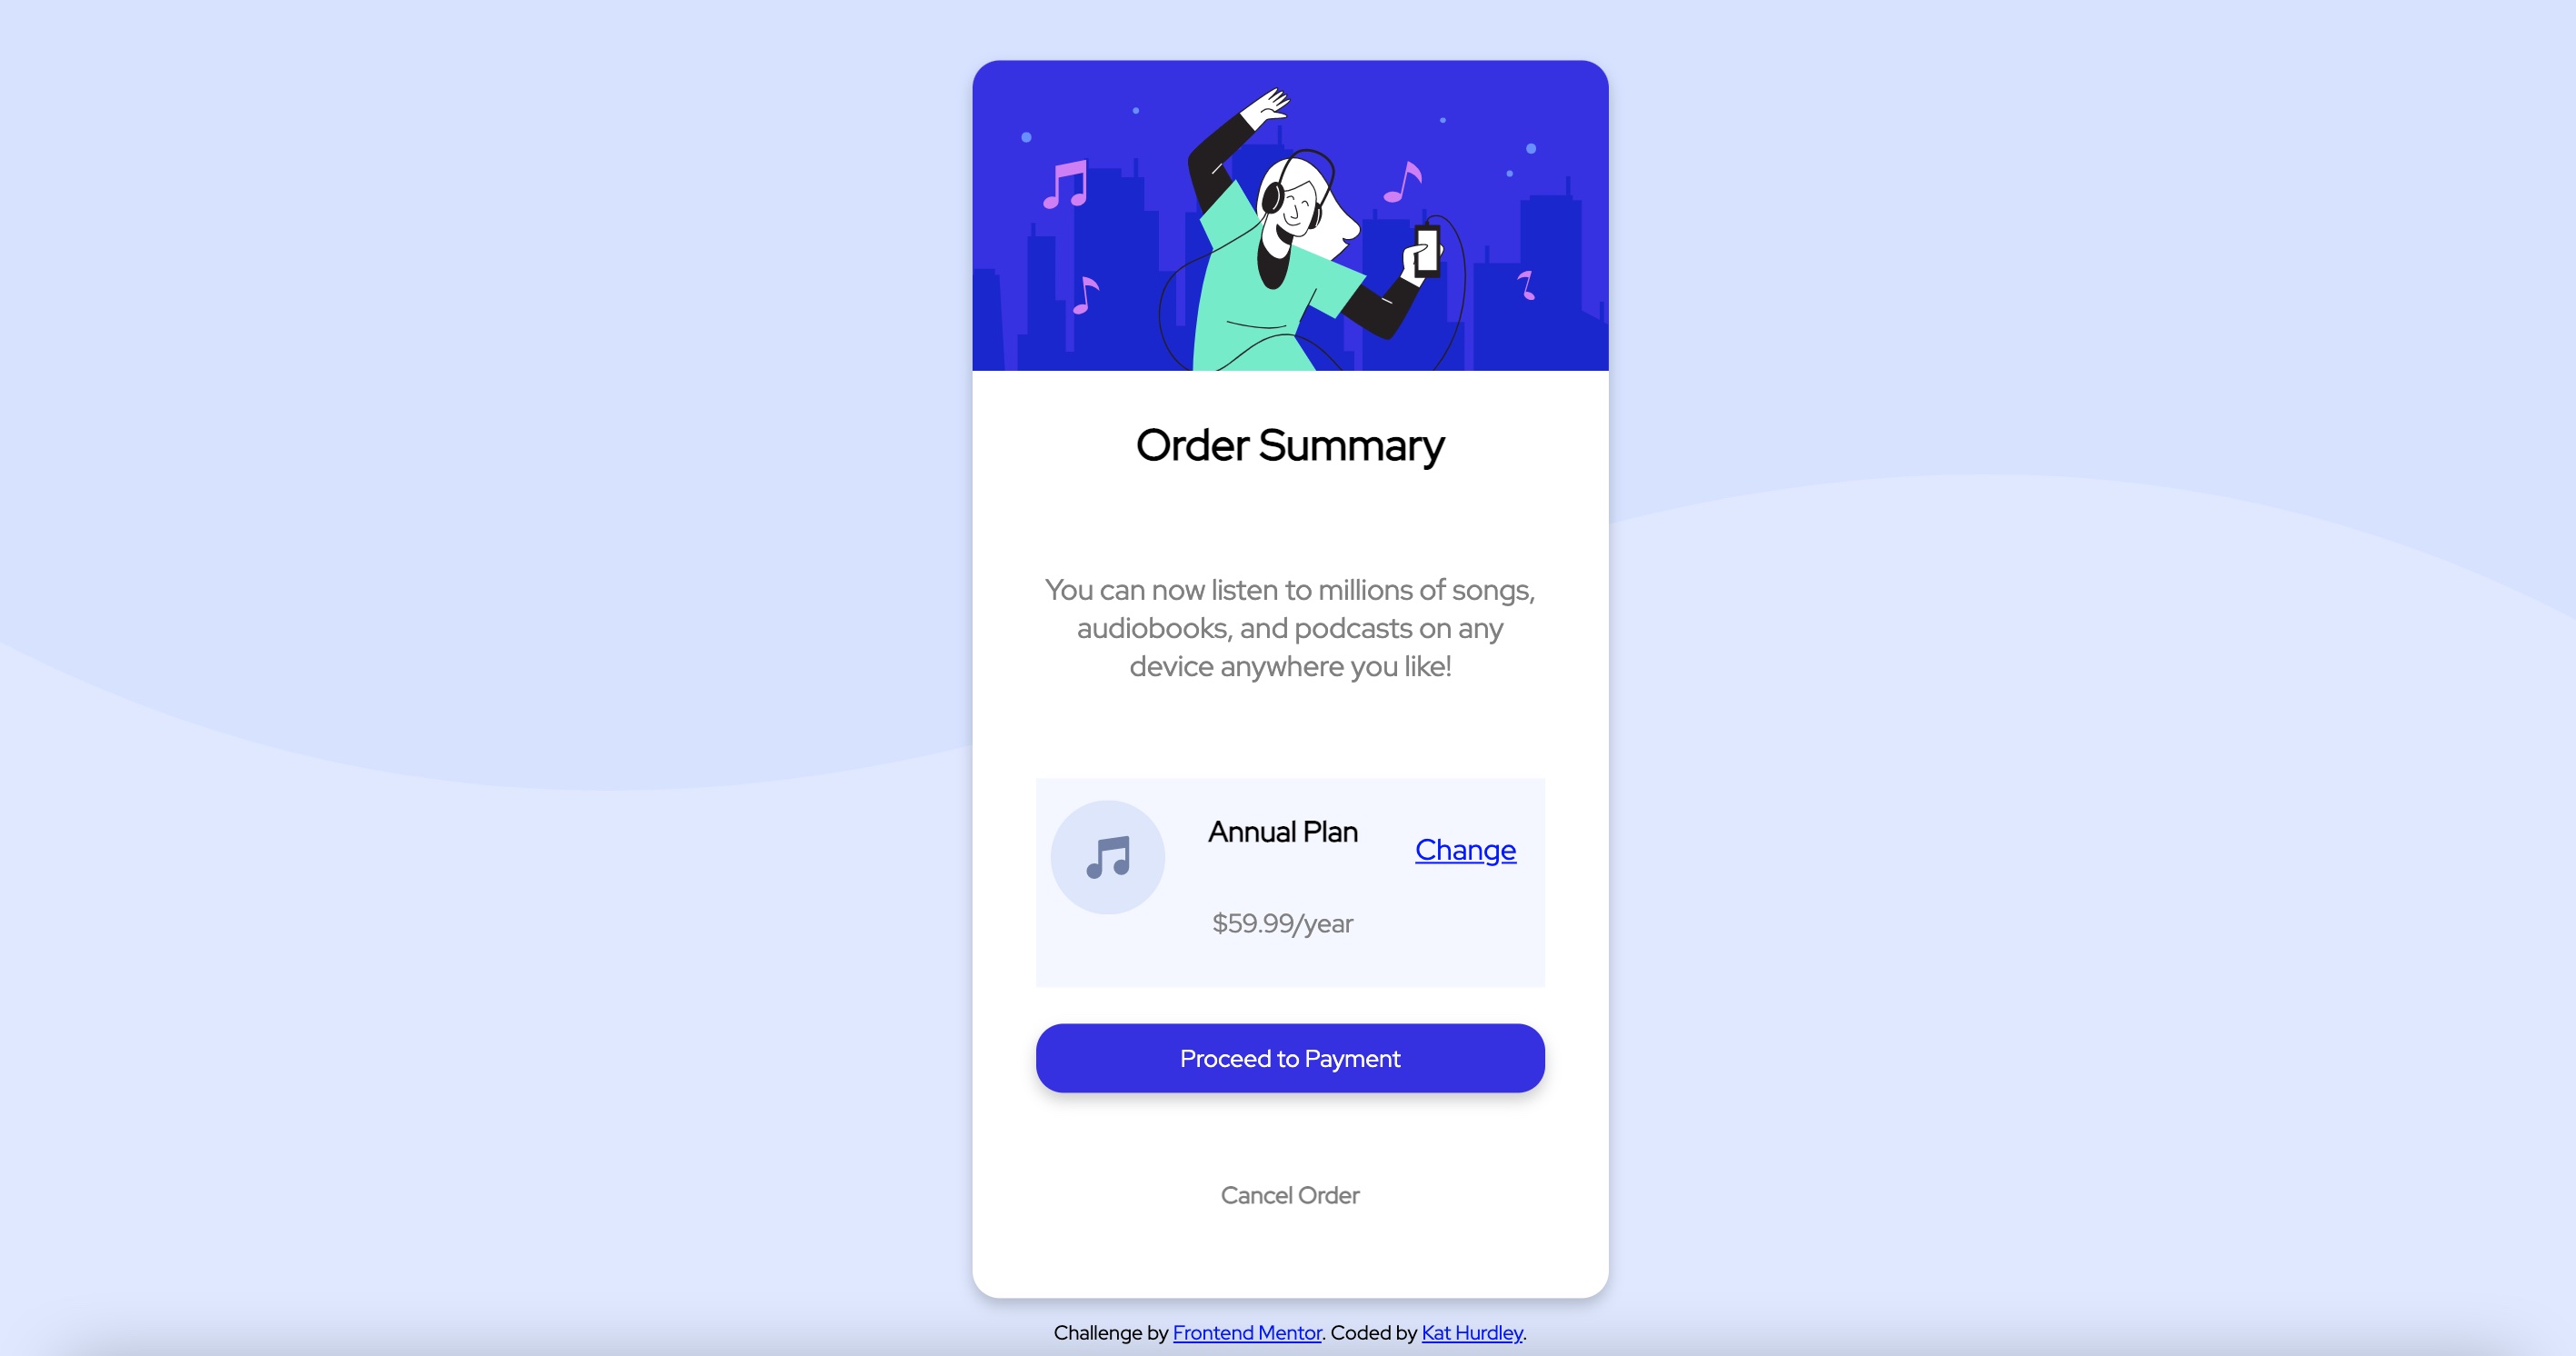 Order Summary
You can now listen to millions of songs,
audiobooks, and podcasts on any
device anywhere you like!
Annual Plan
Change
$59.99/year
Proceed to Payment
Cancel Order
Challenge by Frontend Mentor. Coded by Kat Hurdley.